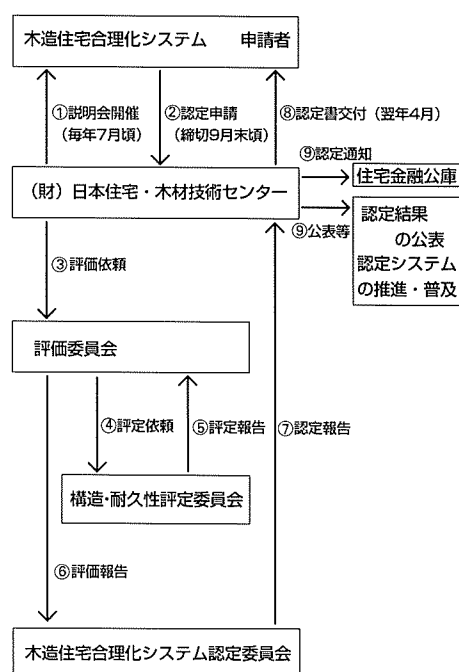 木造住宅合理化システム　申請者
①説明会開催
(毎年7月頃)
②認定申請
(締切9月末頃)
⑧認定書交付(翌年4月)
⑨認定通知
(財)日本住宅・木材技術センター
住宅金融公庫
⑨公表等
認定結果
の公表
認定システム
の推進・普及
③評価依頼
評価委員会
④評定依頼
⑤評定報告
⑦認定報告
構造・耐久性評定委員会
⑥評価報告
木造住宅合理化システム認定委員会